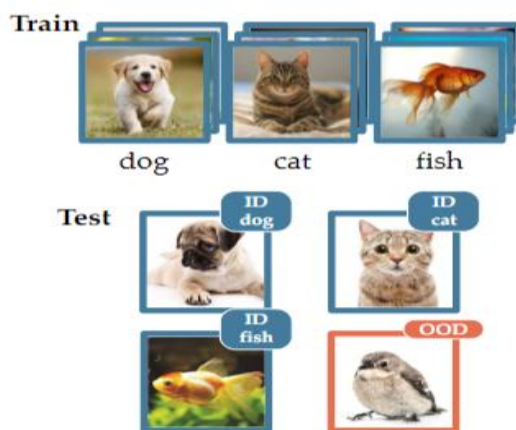 Train
dog cat fish
Test
ID
dog
ID
cat
ID
fish
OOD